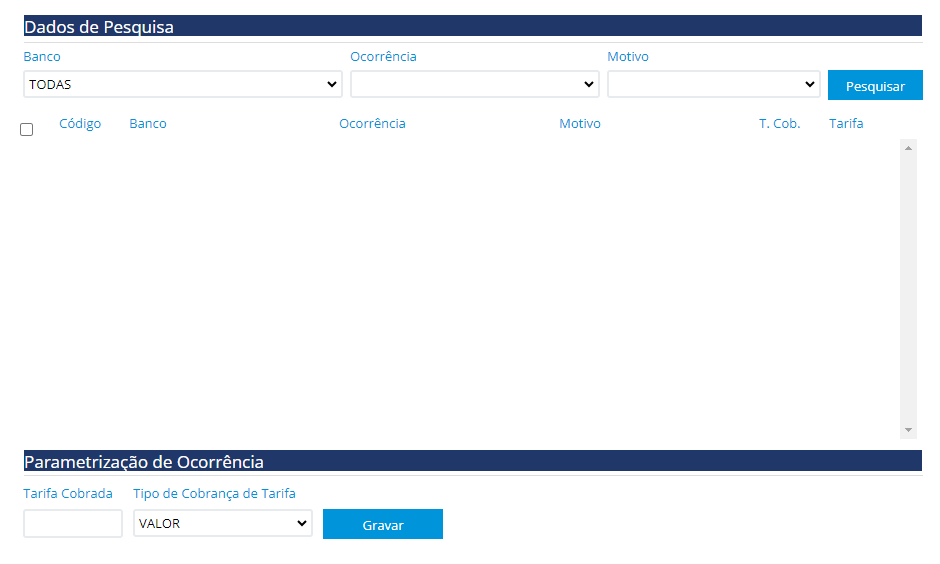 Dados de Pesquisa
Banco Ocorrência Motivo
TODAS Pesquisar
Código Banco Ocorrência Motivo T. Cob. Tarifa
Parametrização de Ocorrência
Tarifa Cobrada Tipo de Cobrança de Tarifa
VALOR Gravar